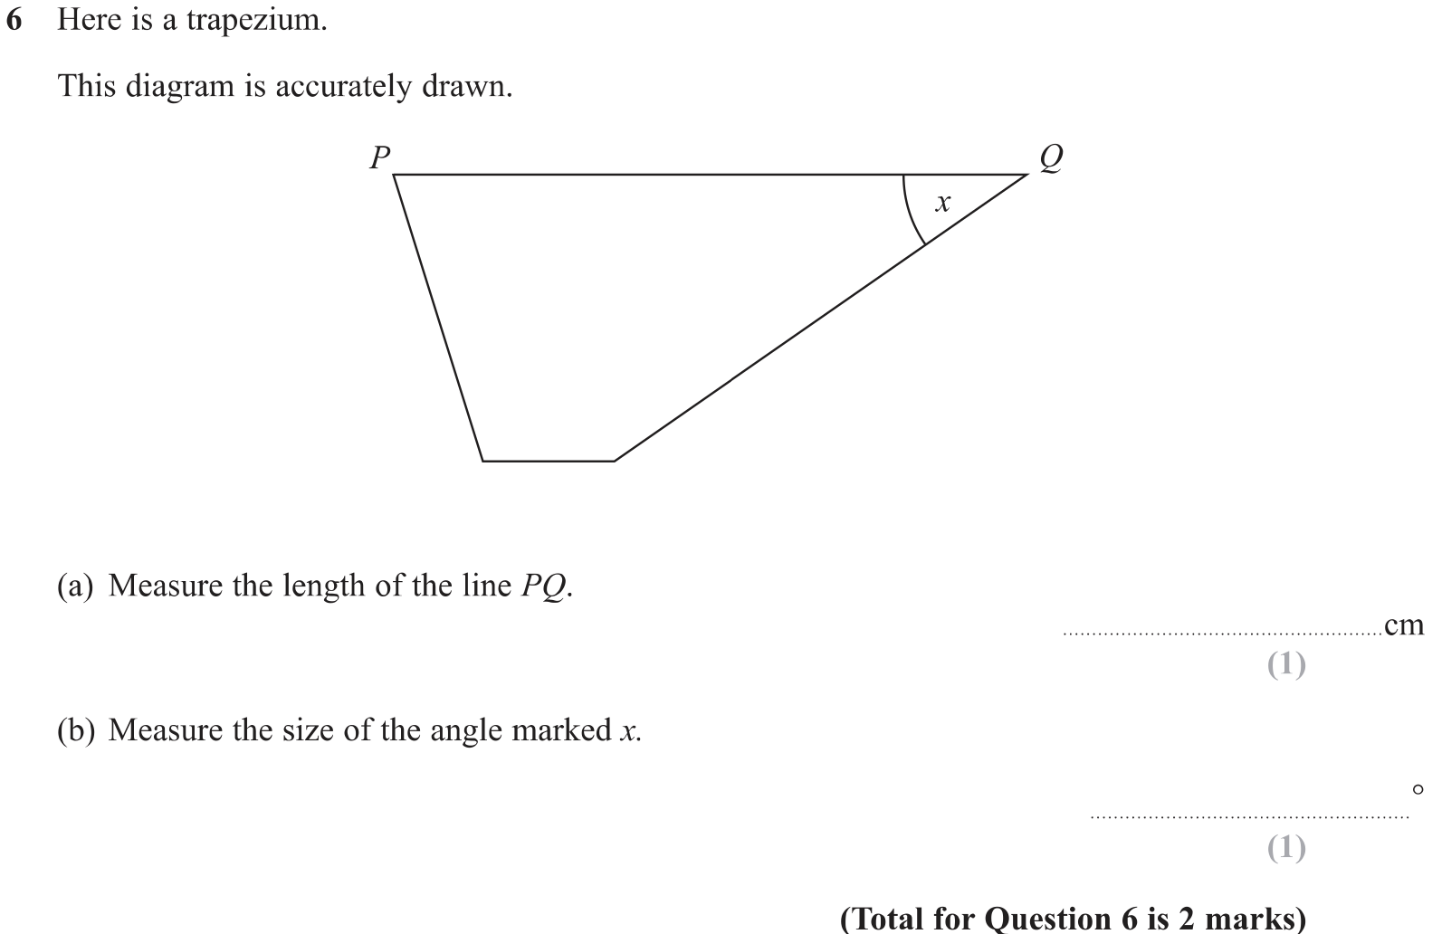 6 Here is a trapezium.
This diagram is accurately drawn.
P
Q
x
(a) Measure the length of the line PQ.
......................................................cm
(1)
(b) Measure the size of the angle marked x.
......................................................°
(1)
(Total for Question 6 is 2 marks)